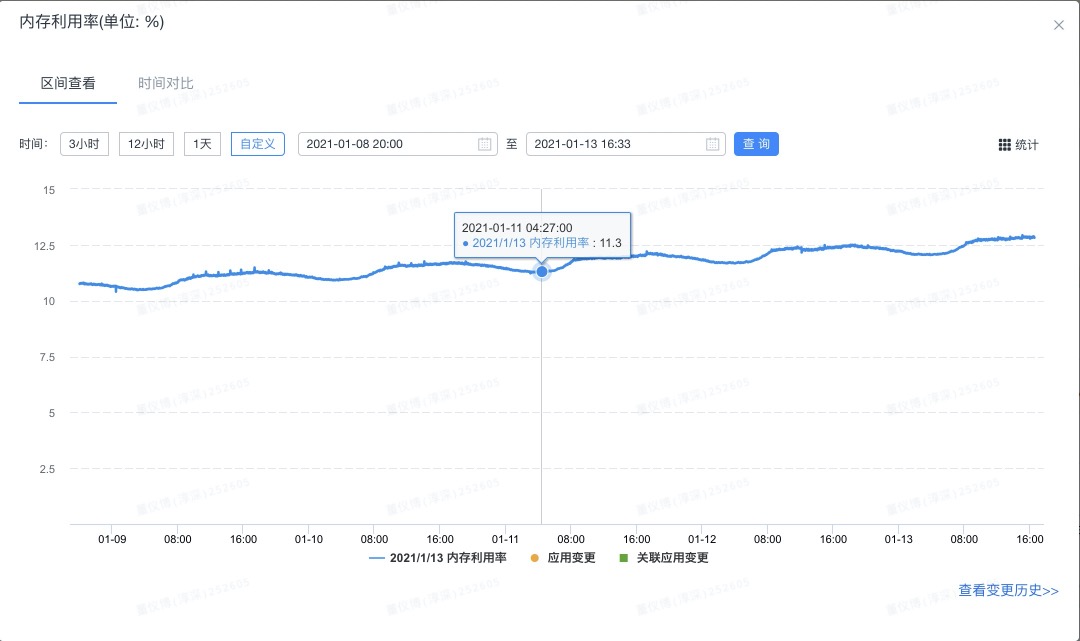 内存利用率(单位: %)
区间查看 时间对比
时间: 3小时 12小时 1天 自定义 2021-01-08 20:00 至 2021-01-13 16:33 查 询 统计
15
2021-01-11 04:27:00
2021/1/13 内存利用率 : 11.3
12.5
10
7.5
5
2.5
01-09 08:00 16:00 01-10 08:00 16:00 01-11 08:00 16:00 01-12 08:00 16:00 01-13 08:00 16:00
2021/1/13 内存利用率 应用变更 关联应用变更
查看变更历史>>